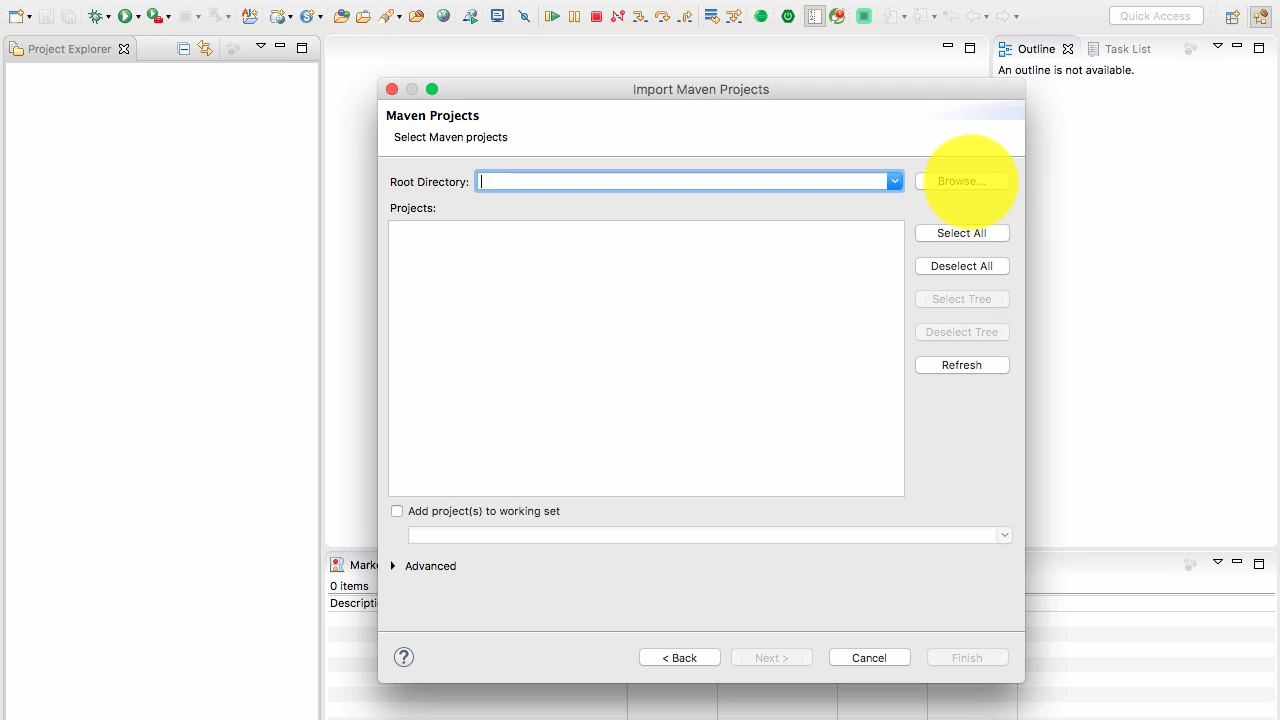 Quick Access
Project Explorer
Outline
Task List
An outline is not available.
Import Maven Projects
Maven Projects
Select Maven projects
Root Directory:
Browse...
Projects:
Select All
Deselect All
Select Tree
Deselect Tree
Refresh
Add project(s) to working set
Advanced
Marke
0 items
Descripti
?
< Back
Next >
Cancel
Finish